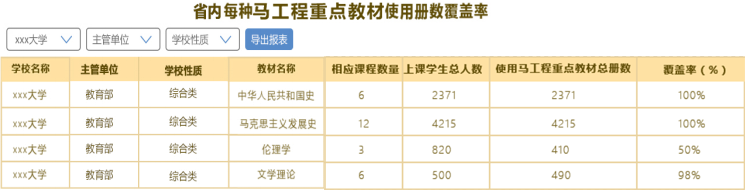 省内每种马工程重点教材使用册数覆盖率
xxx大学 主管单位 学校性质 导出报表
学校名称 主管单位 学校性质 教材名称 相应课程数量 上课学生总人数 使用马工程重点教材总册数 覆盖率（%）
xxx大学 教育部 综合类 中华人民共和国史 6 2371 2371 100%
xxx大学 教育部 综合类 马克思主义发展史 12 4215 4215 100%
xxx大学 教育部 综合类 伦理学 3 820 410 50%
xxx大学 教育部 综合类 文学理论 6 500 490 98%